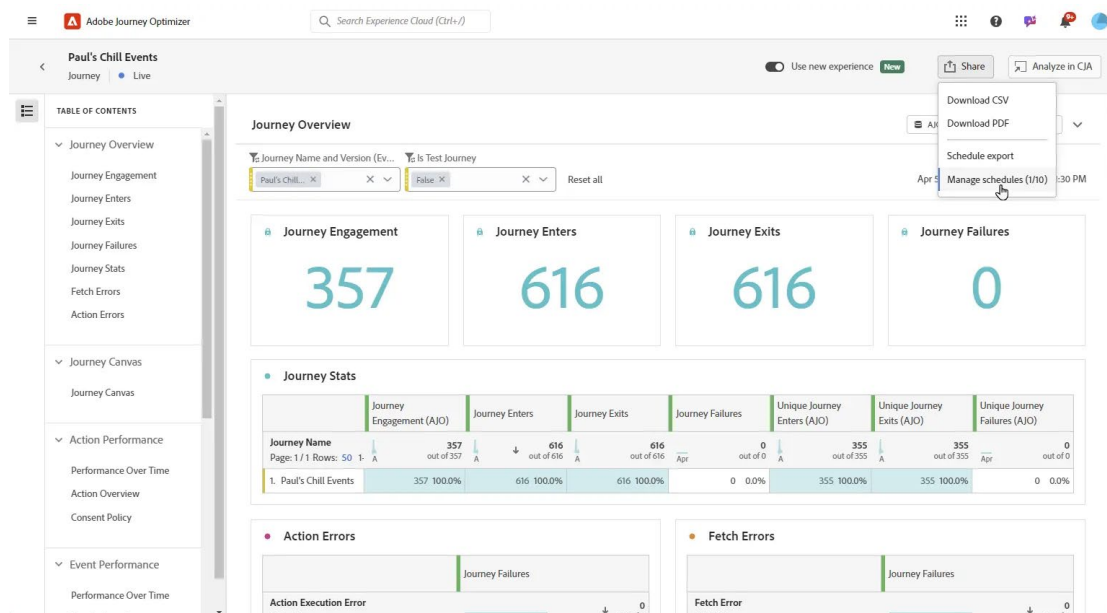 Adobe Journey Optimizer
Search Experience Cloud (Ctrl+/)
9+
Paul's Chill Events
Journey
Live
Use new experience New
Share
Analyze in CJA
Download CSV
Download PDF
Schedule export
Manage schedules (1/10)
TABLE OF CONTENTS
Journey Overview
Journey Engagement
Journey Enters
Journey Exits
Journey Failures
Journey Stats
Fetch Errors
Action Errors
Journey Canvas
Journey Canvas
Action Performance
Performance Over Time
Action Overview
Consent Policy
Event Performance
Performance Over Time
Journey Overview
Journey Name and Version (Ev... Is Test Journey
Paul's Chill... False Reset all Apr :30 PM
Journey Engagement Journey Enters Journey Exits Journey Failures
357 616 616 0
Journey Stats
Journey Engagement (AJO) Journey Enters Journey Exits Journey Failures Unique Journey Enters (AJO) Unique Journey Exits (AJO) Unique Journey Failures (AJO)
Journey Name 357 616 616 0 355 355 0
Page: 1 / 1 Rows: 50 1- A out of 357 A out of 616 A out of 616 Apr out of 0 A out of 355 A out of 355 Apr out of 0
1. Paul's Chill Events 357 100.0% 616 100.0% 616 100.0% 0 0.0% 355 100.0% 355 100.0% 0 0.0%
Action Errors Fetch Errors
Journey Failures Journey Failures
Action Execution Error 0 Fetch Error 0